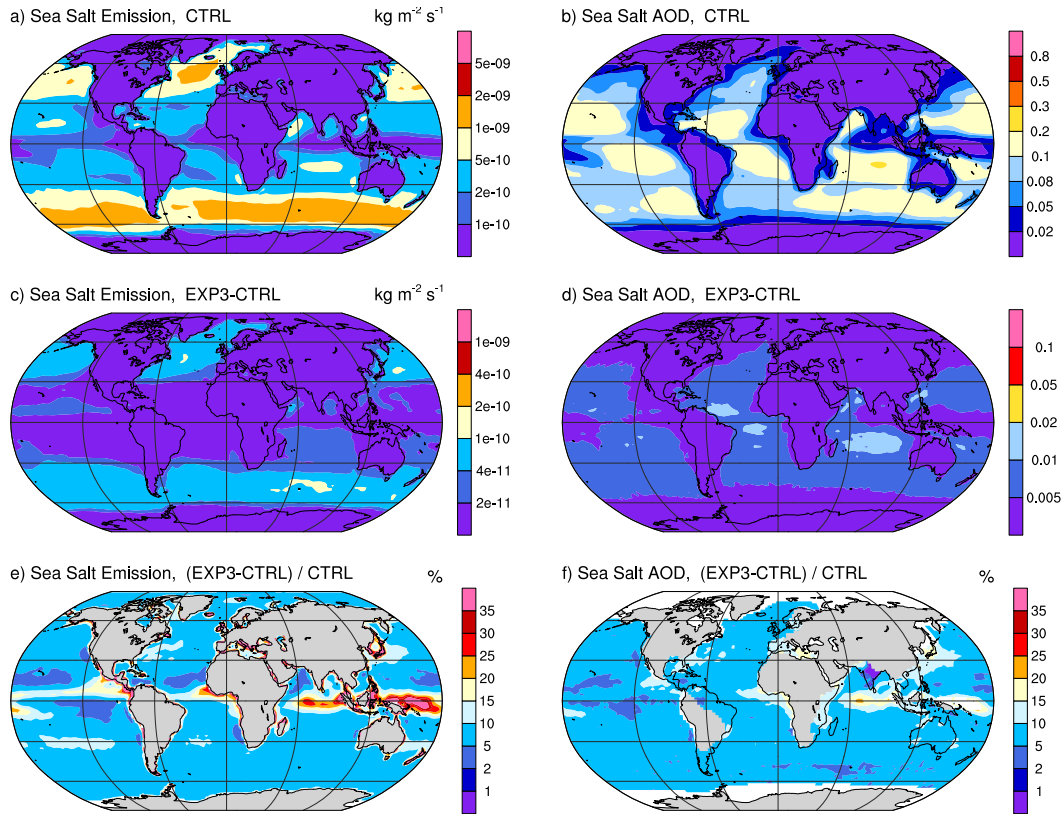 a) Sea Salt Emission, CTRL
kg m-2 s-1
5e-09
2e-09
1e-09
5e-10
2e-10
1e-10
b) Sea Salt AOD, CTRL
0.8
0.5
0.3
0.2
0.1
0.08
0.05
0.02
c) Sea Salt Emission, EXP3-CTRL
kg m-2 s-1
1e-09
4e-10
2e-10
1e-10
4e-11
2e-11
d) Sea Salt AOD, EXP3-CTRL
0.1
0.05
0.02
0.01
0.005
e) Sea Salt Emission, (EXP3-CTRL) / CTRL
%
35
30
25
20
15
10
5
2
1
f) Sea Salt AOD, (EXP3-CTRL) / CTRL
%
35
30
25
20
15
10
5
2
1